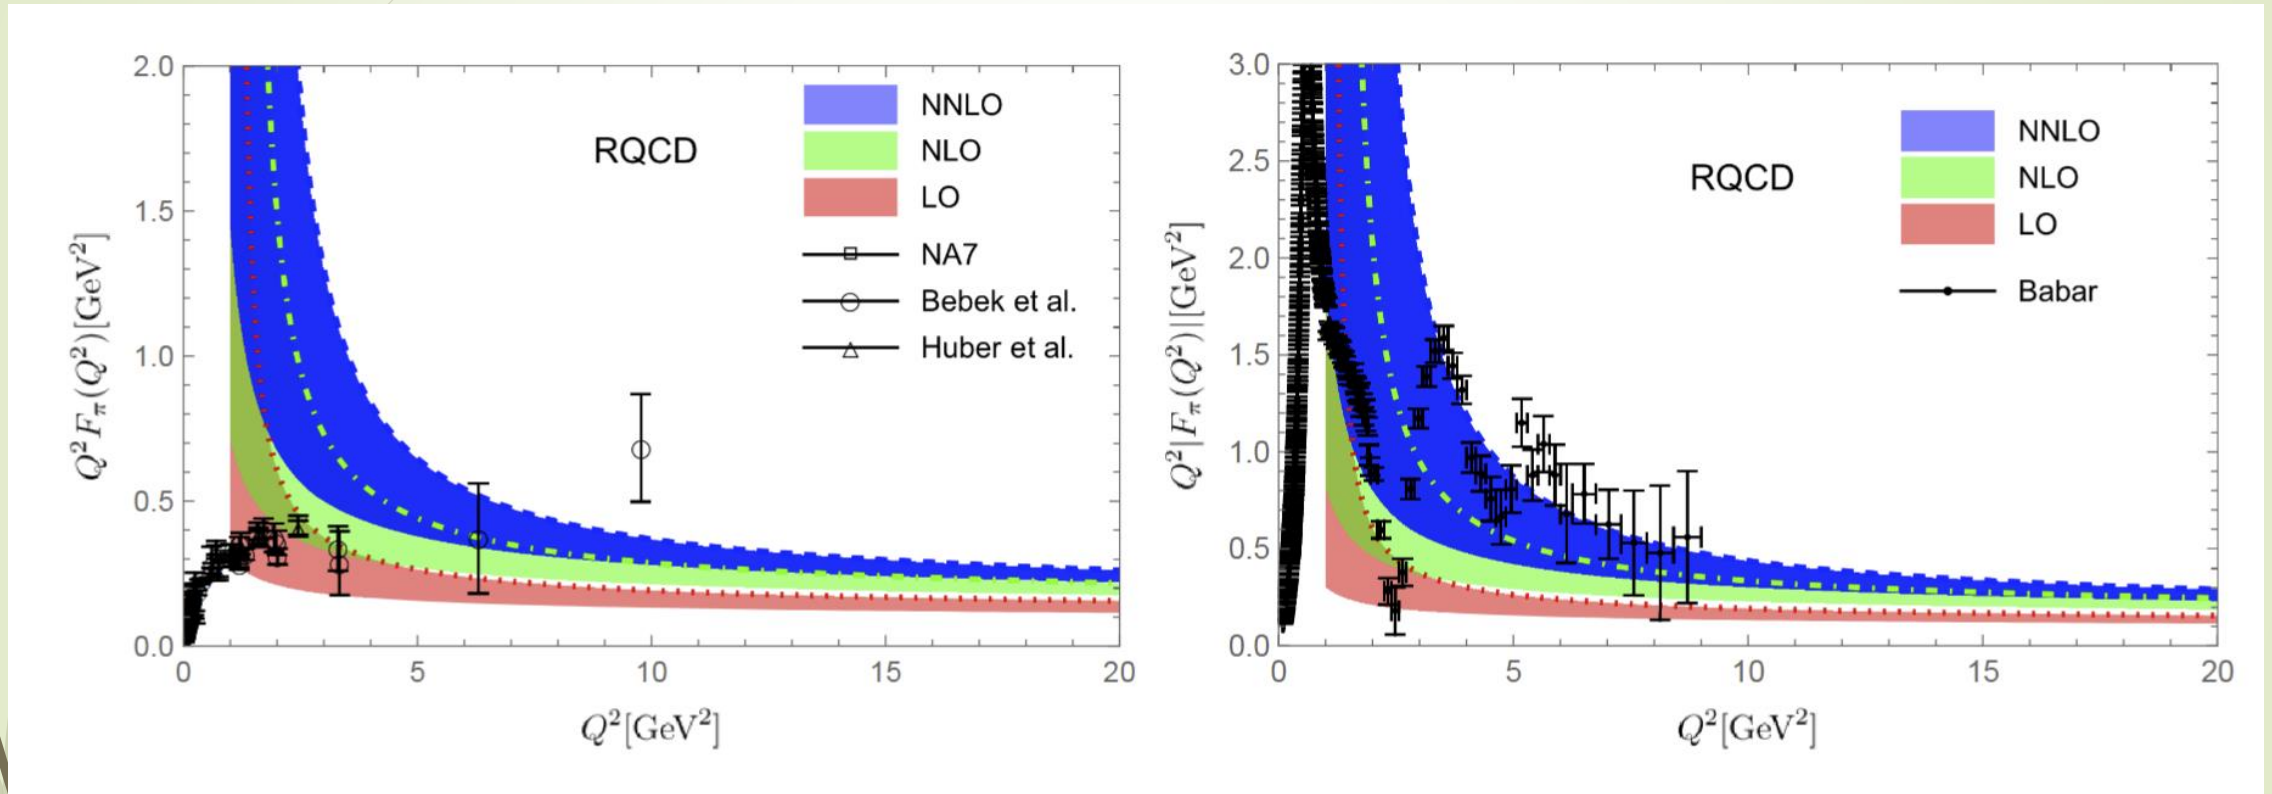 Q²F_π(Q²)[GeV²]
2.0
1.5
1.0
0.5
0.0
0 5 10 15 20
Q²[GeV²]
RQCD
NNLO
NLO
LO
NA7
Bebek et al.
Huber et al.
Q²|F_π(Q²)|[GeV²]
3.0
2.5
2.0
1.5
1.0
0.5
0.0
0 5 10 15 20
Q²[GeV²]
RQCD
NNLO
NLO
LO
Babar